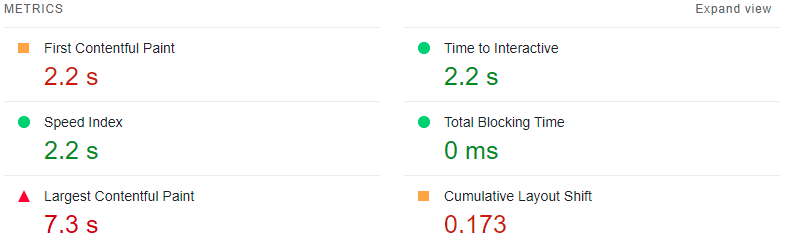 METRICS
Expand view
First Contentful Paint
2.2 s
Time to Interactive
2.2 s
Speed Index
2.2 s
Total Blocking Time
0 ms
Largest Contentful Paint
7.3 s
Cumulative Layout Shift
0.173